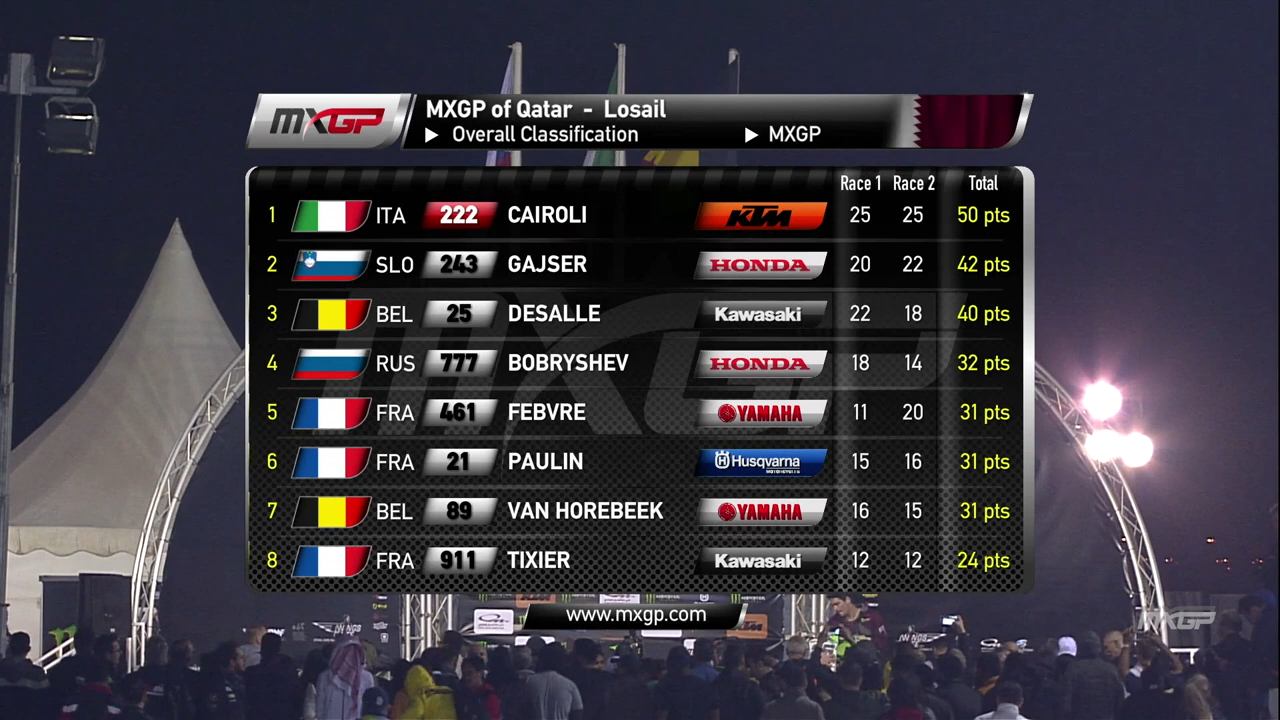 MXGP
MXGP of Qatar - Losail
Overall Classification MXGP
Race 1 Race 2 Total
1 ITA 222 CAIROLI KTM 25 25 50 pts
2 SLO 243 GAJSER HONDA 20 22 42 pts
3 BEL 25 DESALLE Kawasaki 22 18 40 pts
4 RUS 777 BOBRYSHEV HONDA 18 14 32 pts
5 FRA 461 FEBVRE YAMAHA 11 20 31 pts
6 FRA 21 PAULIN Husqvarna 15 16 31 pts
7 BEL 89 VAN HOREBEEK YAMAHA 16 15 31 pts
8 FRA 911 TIXIER Kawasaki 12 12 24 pts
www.mxgp.com
MXGP